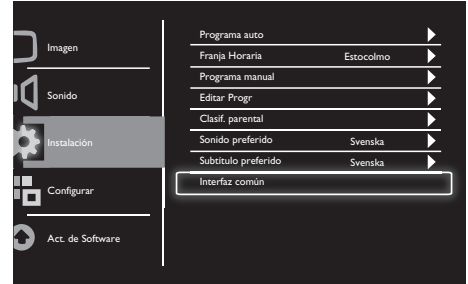 Imagen
Sonido
Instalación
Configurar
Act. de Software
Programa auto
Franja Horaria Estocolmo
Programa manual
Editar Progr
Clasif. parental
Sonido preferido Svenska
Subtítulo preferido Svenska
Interfaz común